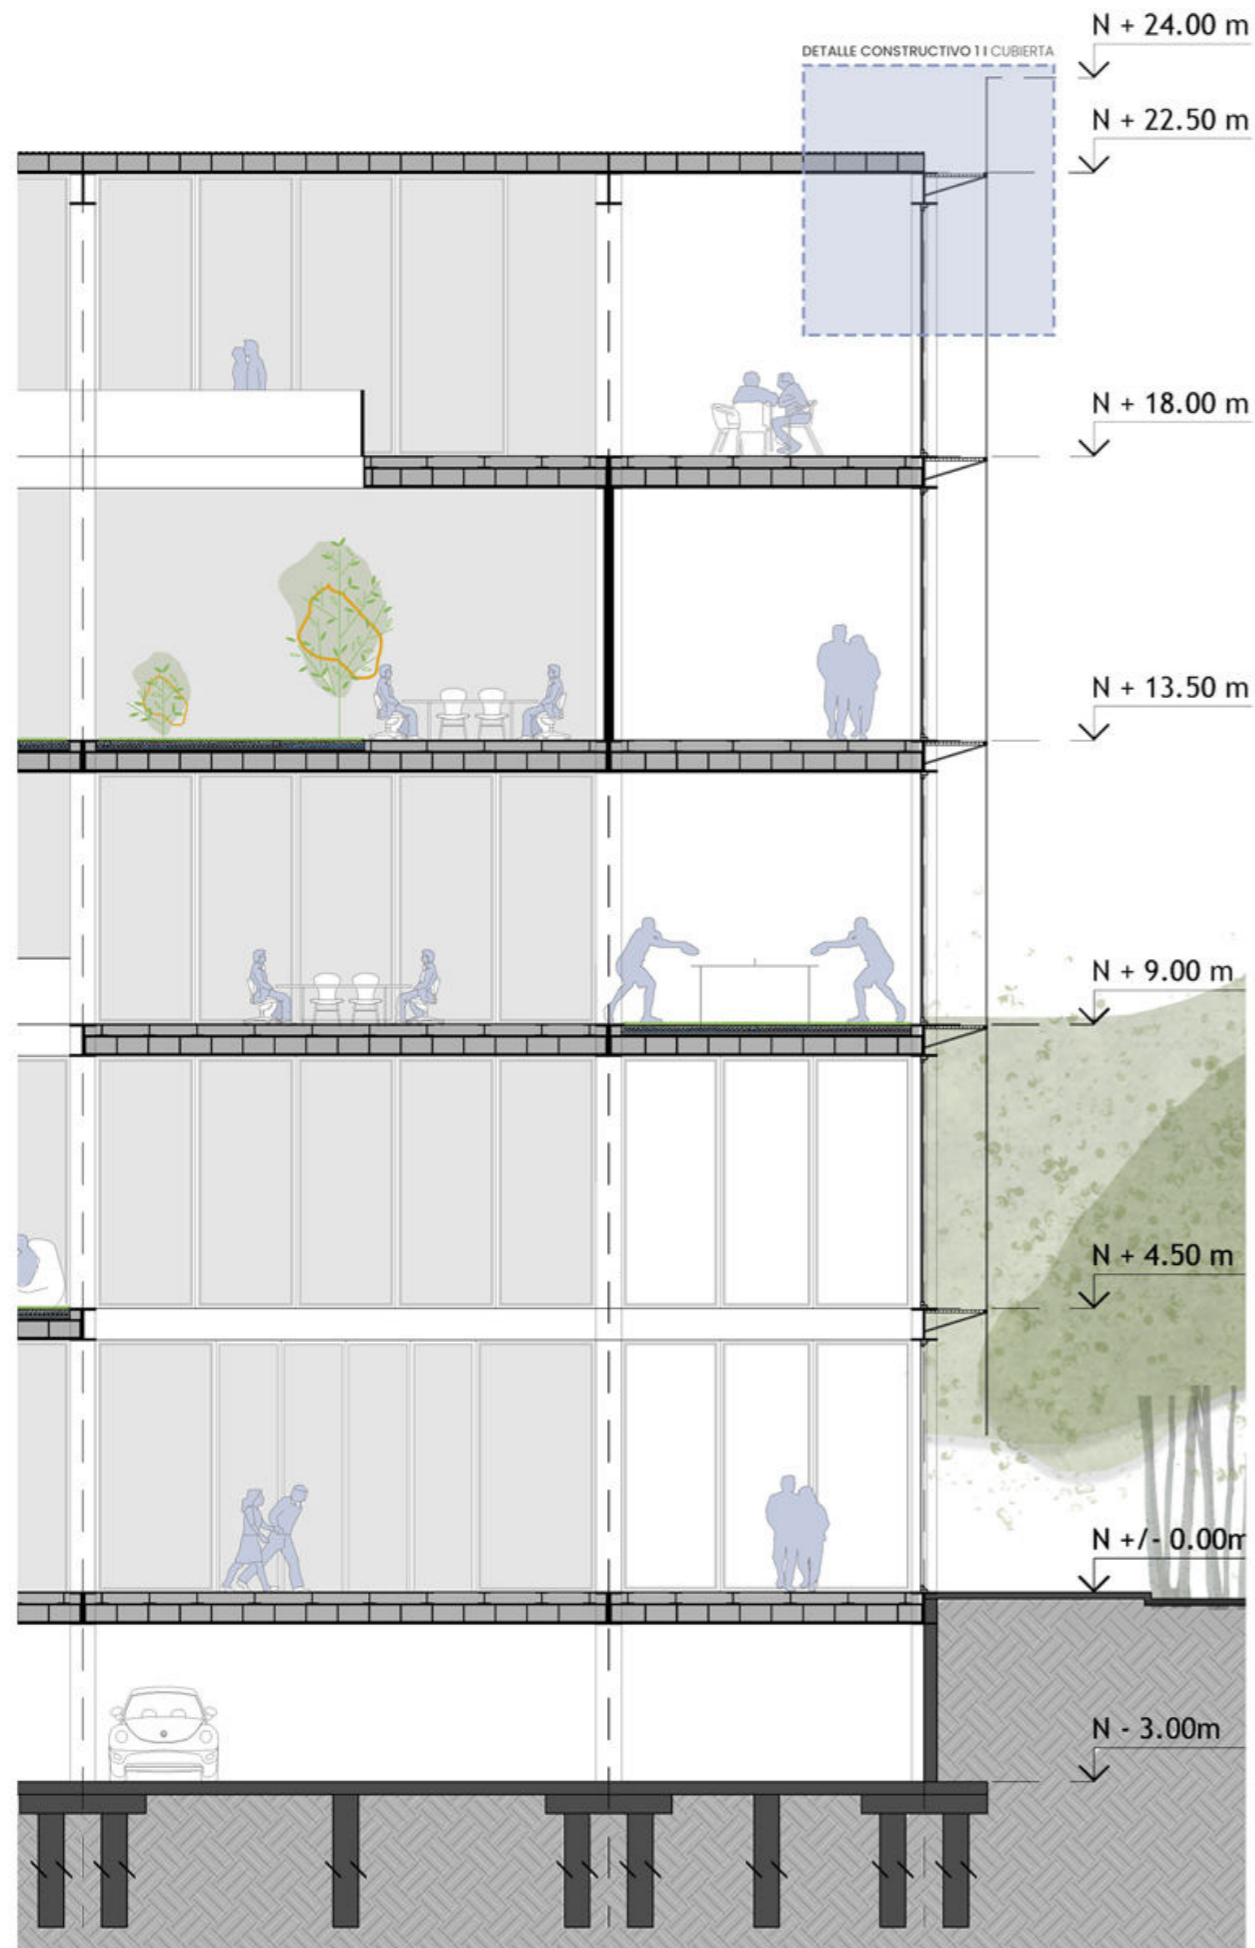 N + 24.00 m
DETALLE CONSTRUCTIVO 1 I CUBIERTA
N + 22.50 m
N + 18.00 m
N + 13.50 m
N + 9.00 m
N + 4.50 m
N +/- 0.00m
N - 3.00m